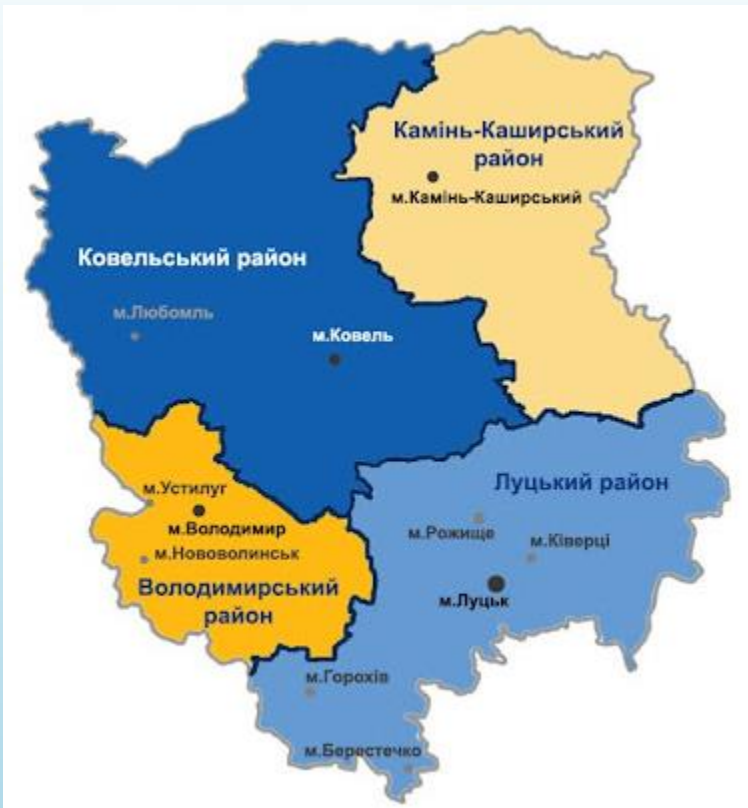 Камінь-Каширський
район
м.Камінь-Каширський
Ковельський район
м.Любомль
м.Ковель
Луцький район
м.Устилуг
м.Володимир
м.Рожище
м.Ківерці
м.Нововолинськ
Володимирський
район
м.Луцьк
м.Горохів
м.Берестечко